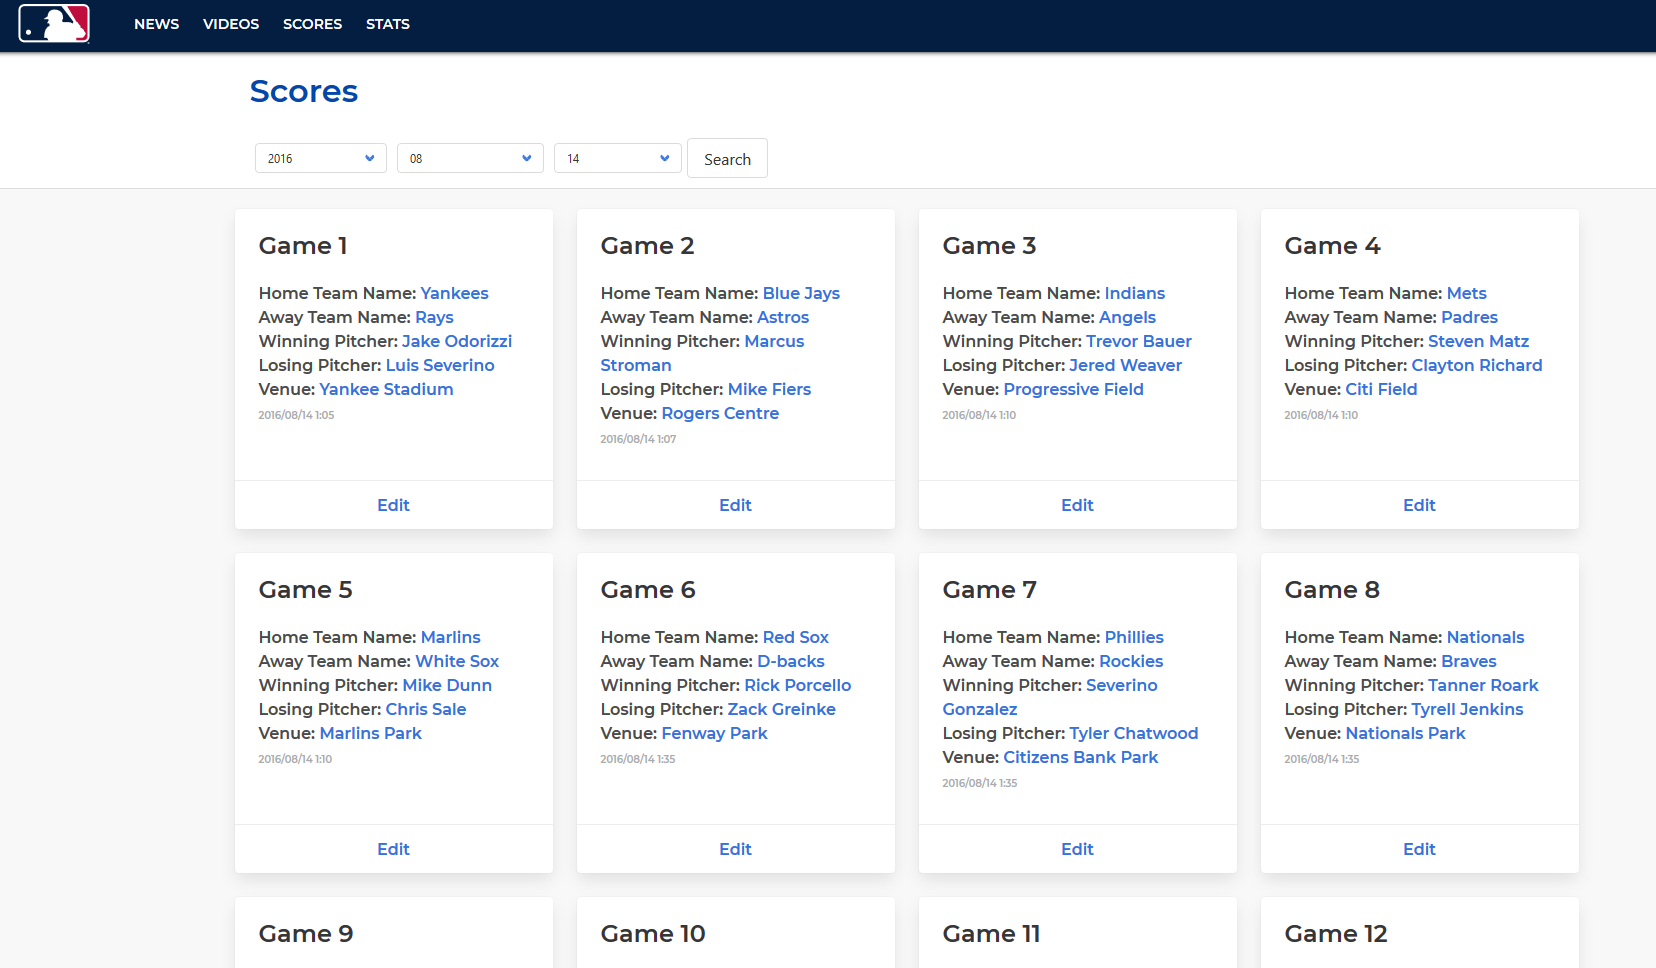 NEWS VIDEOS SCORES STATS
Scores
2016 08 14 Search
Game 1
Home Team Name: Yankees
Away Team Name: Rays
Winning Pitcher: Jake Odorizzi
Losing Pitcher: Luis Severino
Venue: Yankee Stadium
2016/08/14 1:05
Edit
Game 2
Home Team Name: Blue Jays
Away Team Name: Astros
Winning Pitcher: Marcus
Stroman
Losing Pitcher: Mike Fiers
Venue: Rogers Centre
2016/08/14 1:07
Edit
Game 3
Home Team Name: Indians
Away Team Name: Angels
Winning Pitcher: Trevor Bauer
Losing Pitcher: Jered Weaver
Venue: Progressive Field
2016/08/14 1:10
Edit
Game 4
Home Team Name: Mets
Away Team Name: Padres
Winning Pitcher: Steven Matz
Losing Pitcher: Clayton Richard
Venue: Citi Field
2016/08/14 1:10
Edit
Game 5
Home Team Name: Marlins
Away Team Name: White Sox
Winning Pitcher: Mike Dunn
Losing Pitcher: Chris Sale
Venue: Marlins Park
2016/08/14 1:10
Edit
Game 6
Home Team Name: Red Sox
Away Team Name: D-backs
Winning Pitcher: Rick Porcello
Losing Pitcher: Zack Greinke
Venue: Fenway Park
2016/08/14 1:35
Edit
Game 7
Home Team Name: Phillies
Away Team Name: Rockies
Winning Pitcher: Severino
Gonzalez
Losing Pitcher: Tyler Chatwood
Venue: Citizens Bank Park
2016/08/14 1:35
Edit
Game 8
Home Team Name: Nationals
Away Team Name: Braves
Winning Pitcher: Tanner Roark
Losing Pitcher: Tyrell Jenkins
Venue: Nationals Park
2016/08/14 1:35
Edit
Game 9
Game 10
Game 11
Game 12